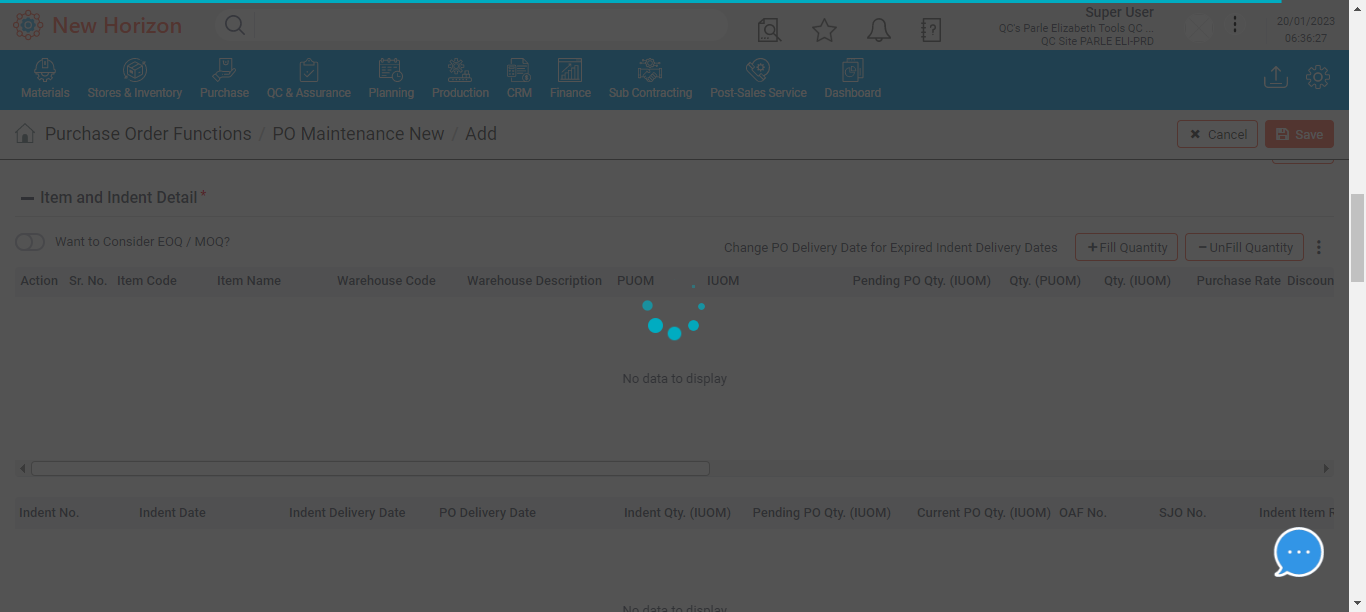 New Horizon
Super User
QC's Parle Elizabeth Tools QC ...
QC Site PARLE ELI-PRD
20/01/2023
06:36:27
Materials
Stores & Inventory
Purchase
QC & Assurance
Planning
Production
CRM
Finance
Sub Contracting
Post-Sales Service
Dashboard
Purchase Order Functions / PO Maintenance New / Add
Cancel
Save
Item and Indent Detail *
Want to Consider EOQ / MOQ?
Change PO Delivery Date for Expired Indent Delivery Dates
Fill Quantity
UnFill Quantity
Action Sr. No. Item Code Item Name Warehouse Code Warehouse Description PUOM IUOM Pending PO Qty. (IUOM) Qty. (PUOM) Qty. (IUOM) Purchase Rate Discoun
No data to display
Indent No. Indent Date Indent Delivery Date PO Delivery Date Indent Qty. (IUOM) Pending PO Qty. (IUOM) Current PO Qty. (IUOM) OAF No. SJO No. Indent Item R
No data to display